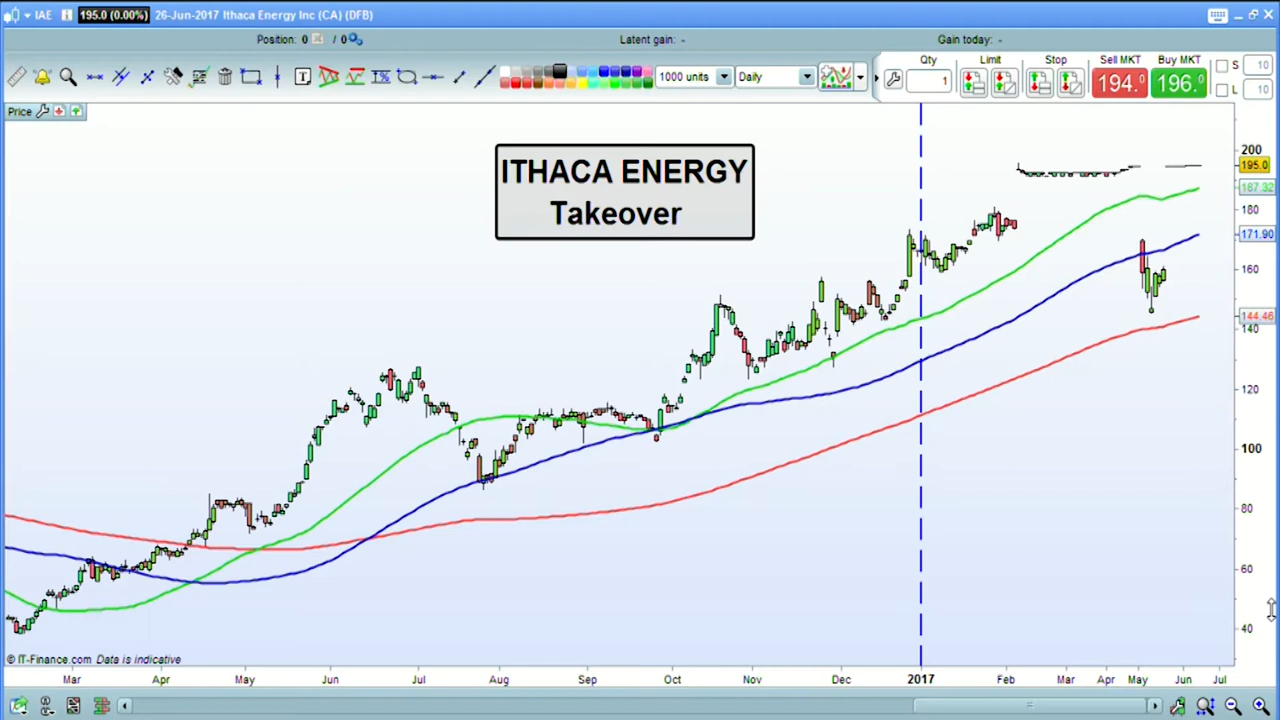 IAE 195.0 (0.00%) 26-Jun-2017 Ithaca Energy Inc (CA) (DFB)
Position: 0 / 0 Latent gain: - Gain today: -
Qty Limit Stop Sell MKT Buy MKT S 10
1000 units Daily 1 194.0 196.0 L 10
Price
ITHACA ENERGY
Takeover
200
195.0
187.32
180
171.90
160
144.46
140
120
100
80
60
40
© IT-Finance.com Data is indicative
Mar Apr May Jun Jul Aug Sep Oct Nov Dec 2017 Feb Mar Apr May Jun Jul